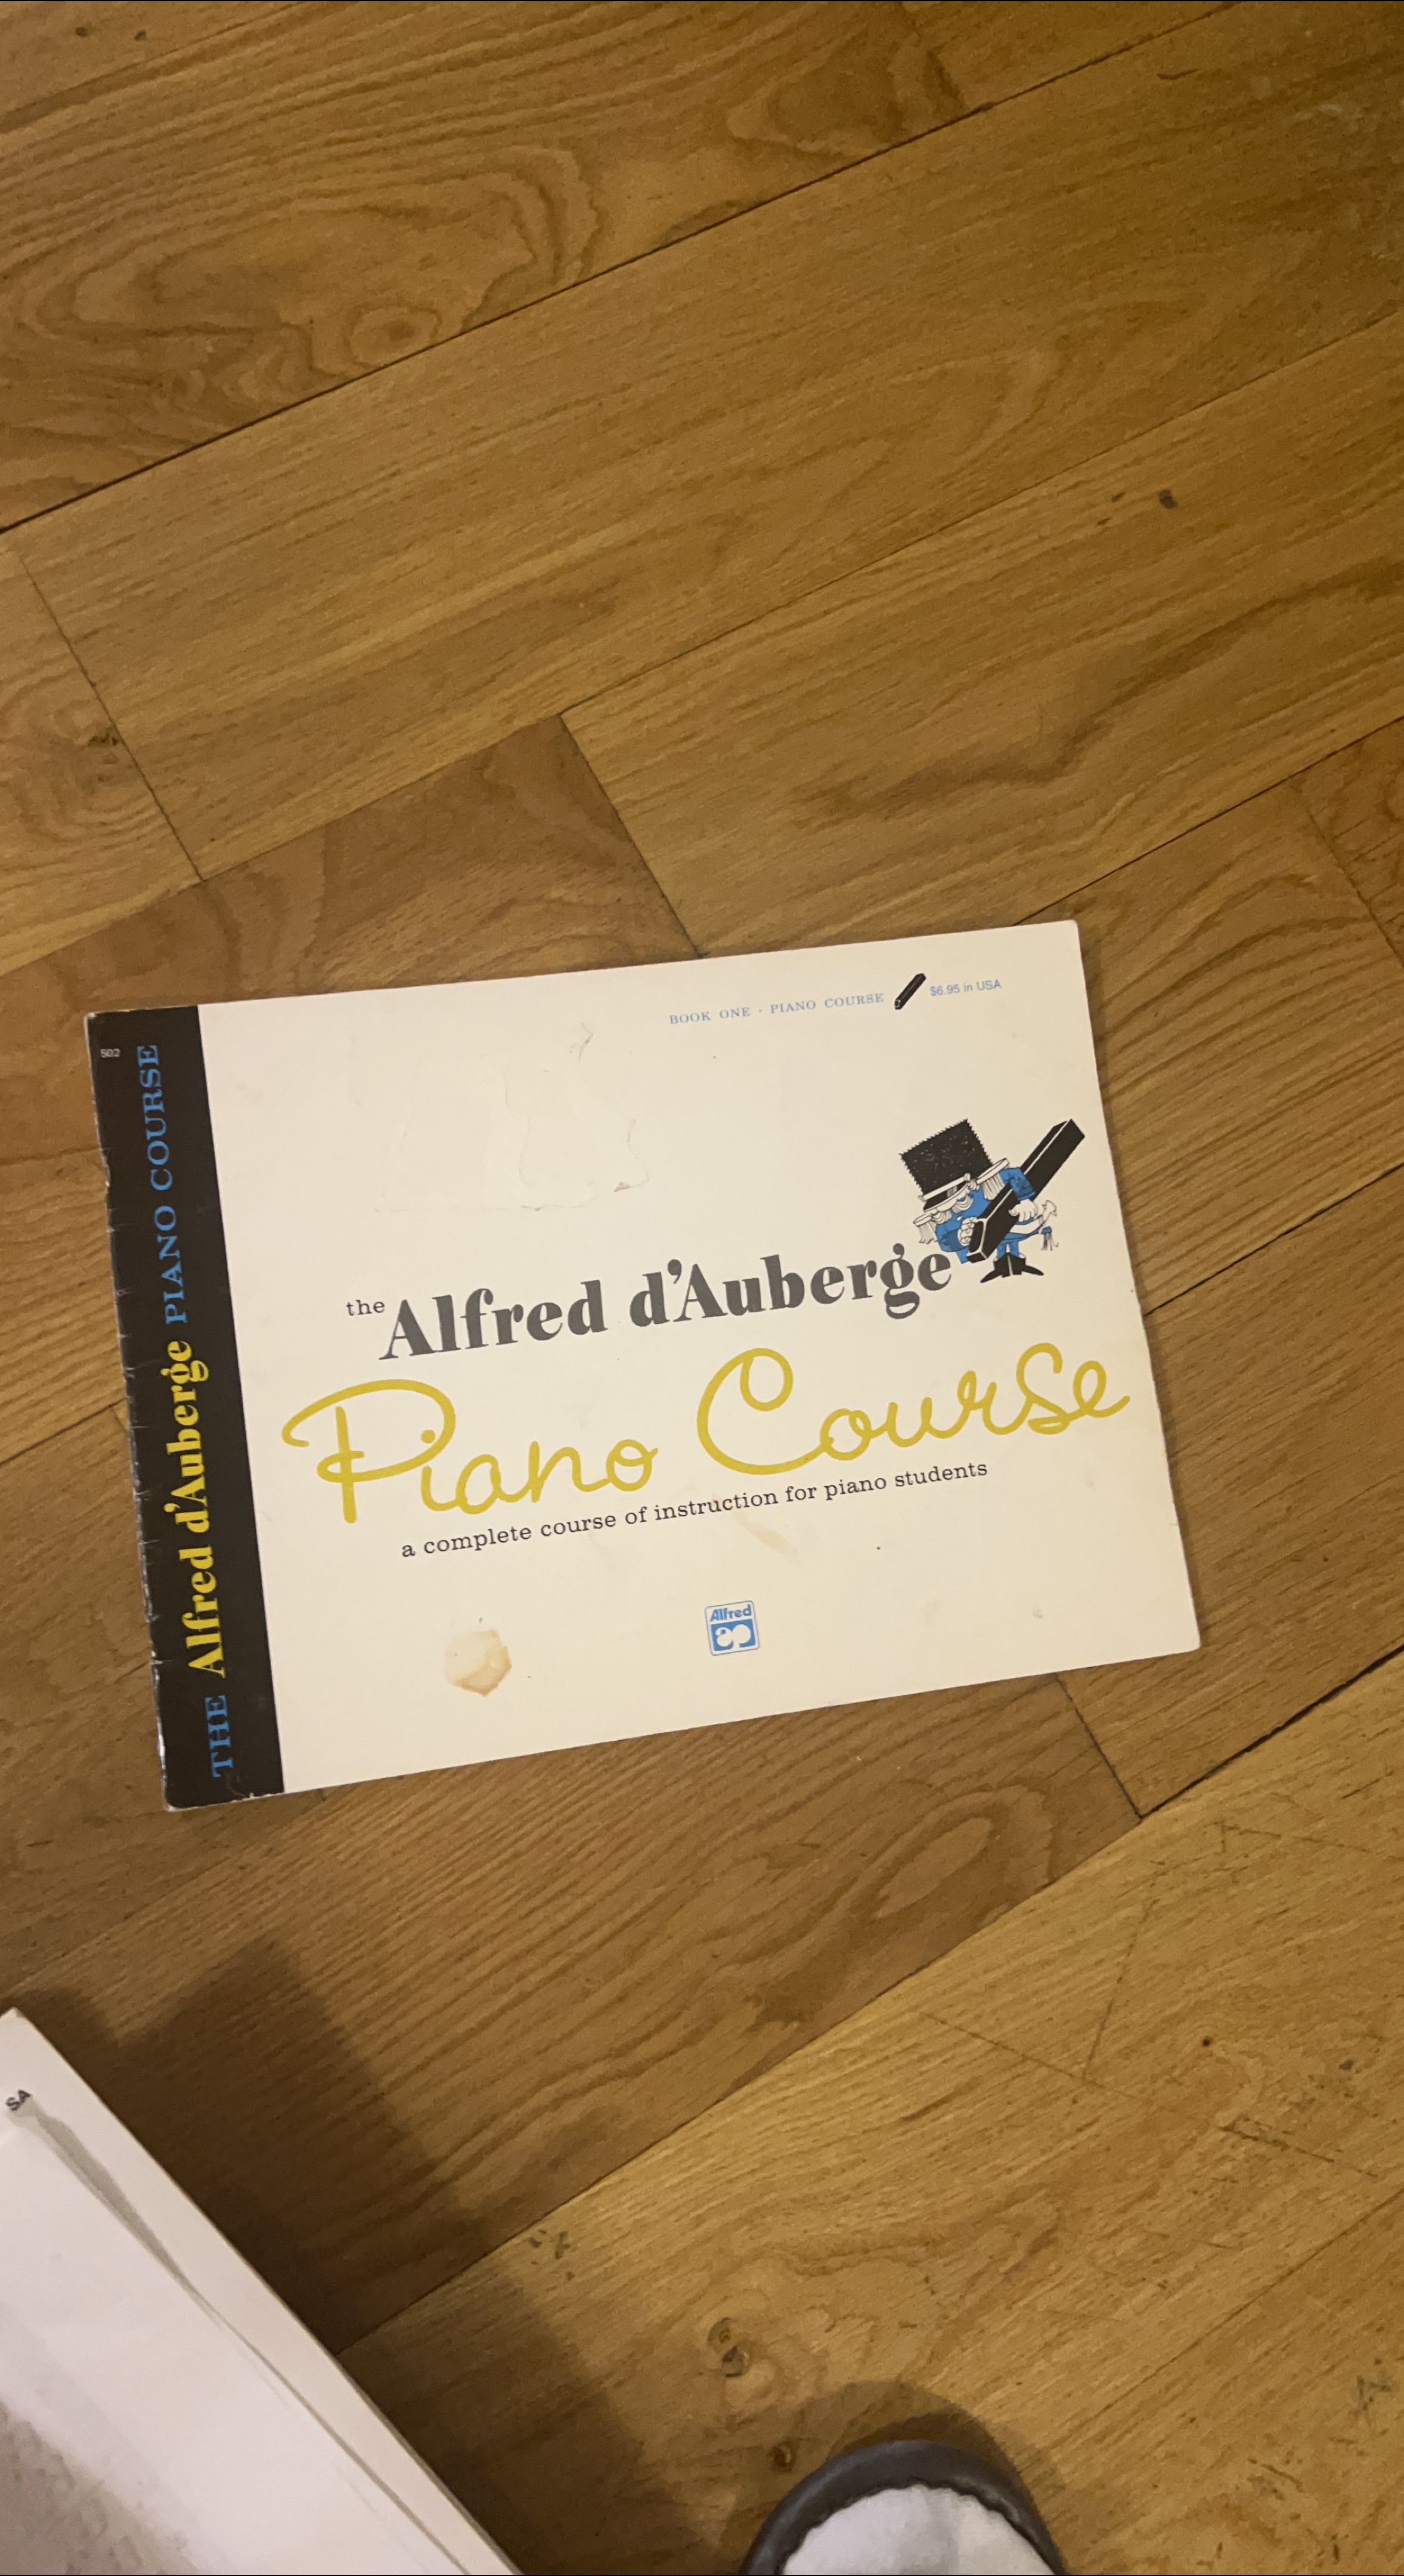 502
THE Alfred d'Auberge PIANO COURSE
BOOK ONE · PIANO COURSE $6.95 in USA
the Alfred d'Auberge
Piano Course
a complete course of instruction for piano students
Alfred
SA